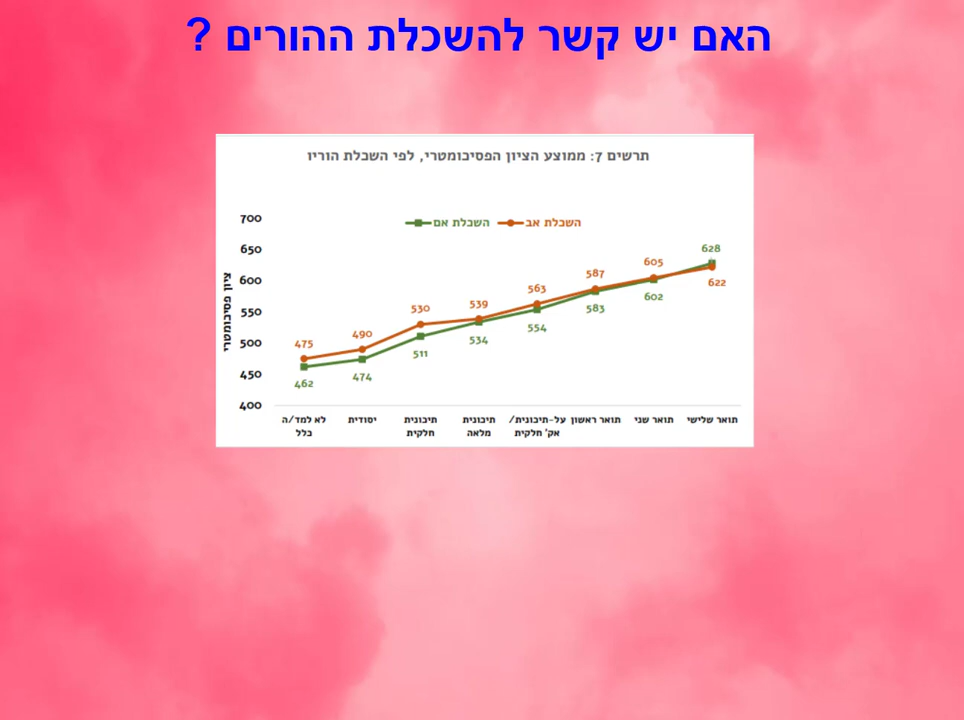 האם יש קשר להשכלת ההורים ?
תרשים 7: ממוצע הציון הפסיכומטרי, לפי השכלת הוריו
השכלת אב
השכלת אם
ציון פסיכומטרי
700
650
600
550
500
450
400
475
490
530
539
563
587
605
622
462
474
511
534
554
583
602
628
לא למד/ה כלל
יסודית
תיכונית חלקית
תיכונית מלאה
על-תיכונית/ אק' חלקית
תואר ראשון
תואר שני
תואר שלישי